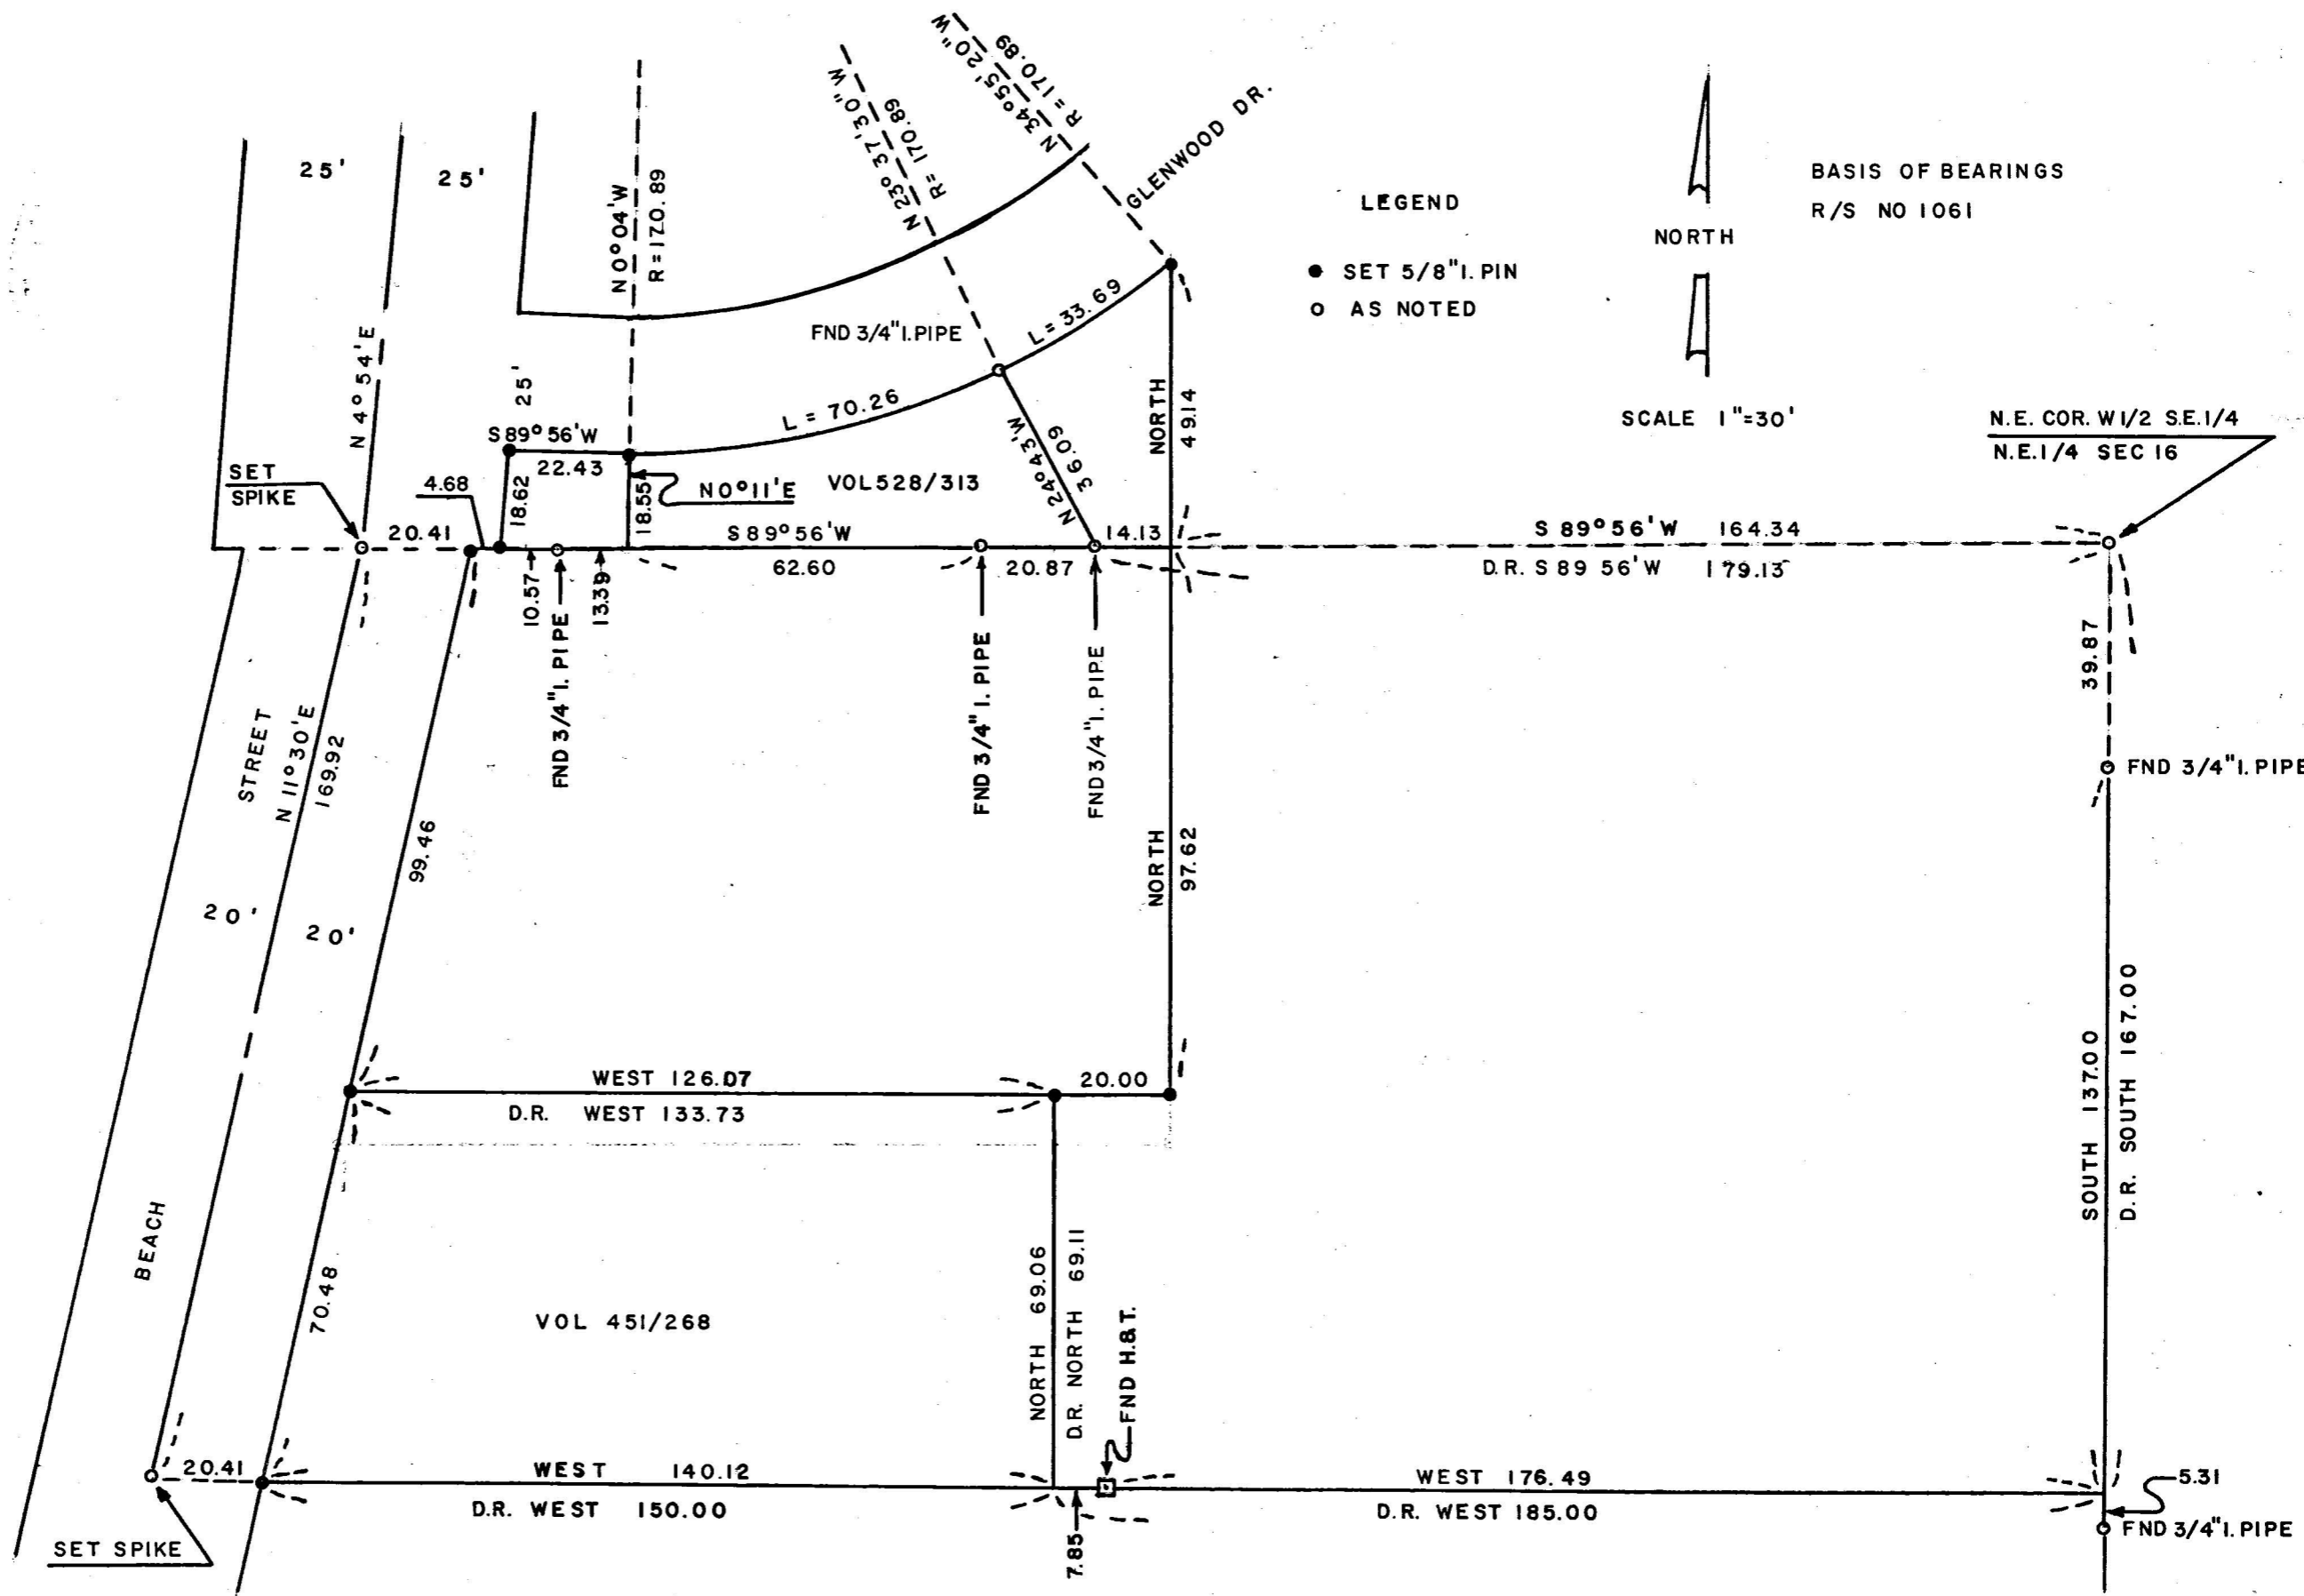 25'
25'
N 0°04'W
R = 170.89
N 23° 37' 30" W
R = 170.89
N 34°55' 20" W
R = 170.89
GLENWOOD DR.
LEGEND
● SET 5/8" I. PIN
○ AS NOTED
NORTH
SCALE 1"=30'
BASIS OF BEARINGS
R/S NO 1061
N.E. COR. W 1/2 S.E. 1/4
N.E. 1/4 SEC 16
N 4° 54' E
FND 3/4" I. PIPE
L = 33.69
L = 70.26
25'
S 89° 56' W
22.43
18.62
18.55
N 0° 11' E
VOL 528/313
N 24° 43' W
36.09
NORTH
49.14
SET
SPIKE
4.68
20.41
S 89° 56' W
14.13
S 89° 56' W 164.34
D.R. S 89 56' W 179.13
10.57
13.39
62.60
20.87
FND 3/4" I. PIPE
FND 3/4" I. PIPE
FND 3/4" I. PIPE
39.87
FND 3/4" I. PIPE
STREET
N 11° 30' E
169.92
99.46
NORTH
97.62
20'
20'
WEST 126.07
D.R. WEST 133.73
20.00
SOUTH 137.00
D.R. SOUTH 167.00
BEACH
70.48
VOL 451/268
NORTH 69.06
D.R. NORTH 69.11
FND H.&T.
20.41
WEST 140.12
D.R. WEST 150.00
7.85
WEST 176.49
D.R. WEST 185.00
5.31
FND 3/4" I. PIPE
SET SPIKE